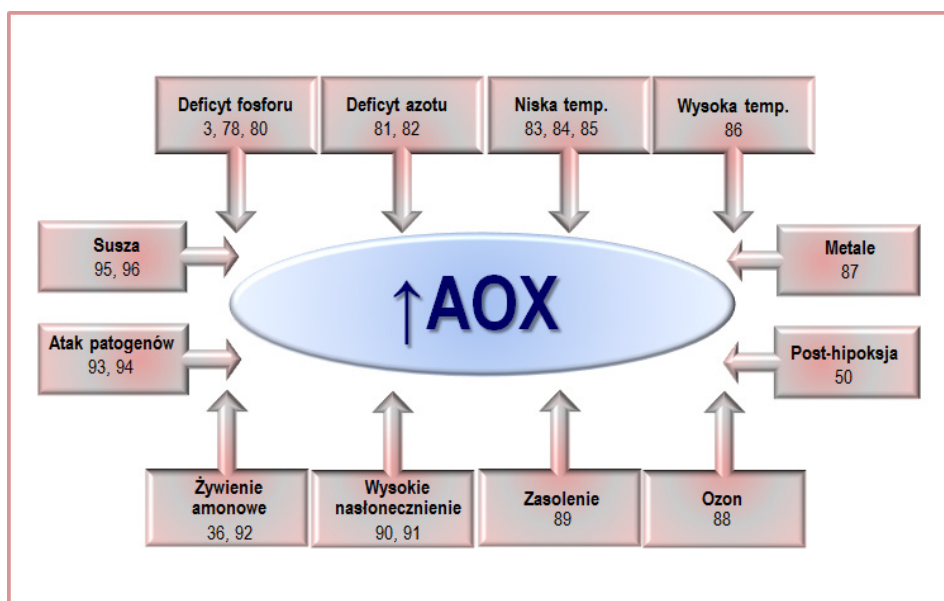 Deficyt fosforu
3, 78, 80
Deficyt azotu
81, 82
Niska temp.
83, 84, 85
Wysoka temp.
86
Susza
95, 96
↑AOX
Metale
87
Atak patogenów
93, 94
Post-hipoksja
50
Żywienie
amonowe
36, 92
Wysokie
nasłonecznienie
90, 91
Zasolenie
89
Ozon
88